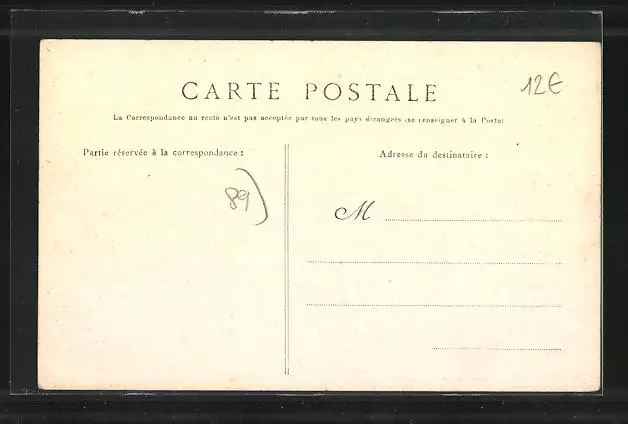 CARTE POSTALE
12€
La Correspondance au recto n'est pas acceptée par tous les pays étrangers (se renseigner à la Poste)
Partie réservée à la correspondance :
Adresse du destinataire :
89)
M